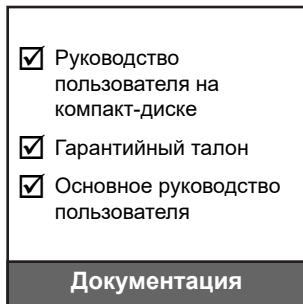 Руководство
пользователя на
компакт-диске
Гарантийный талон
Основное руководство
пользователя
Документация